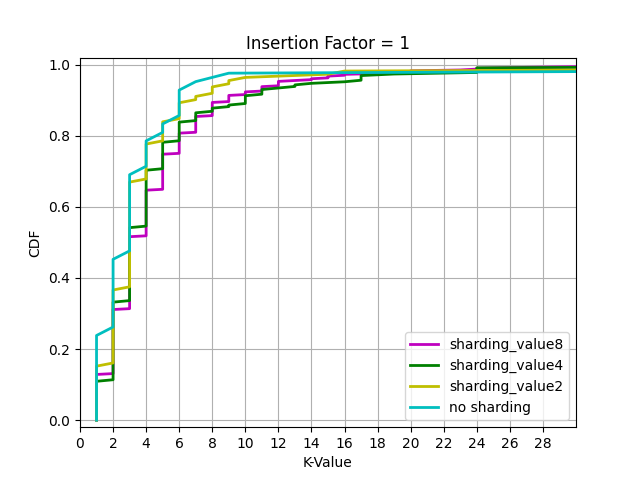 Insertion Factor = 1
1.0
0.8
0.6
0.4
0.2
0.0
CDF
sharding_value8
sharding_value4
sharding_value2
no sharding
0 2 4 6 8 10 12 14 16 18 20 22 24 26 28
K-Value